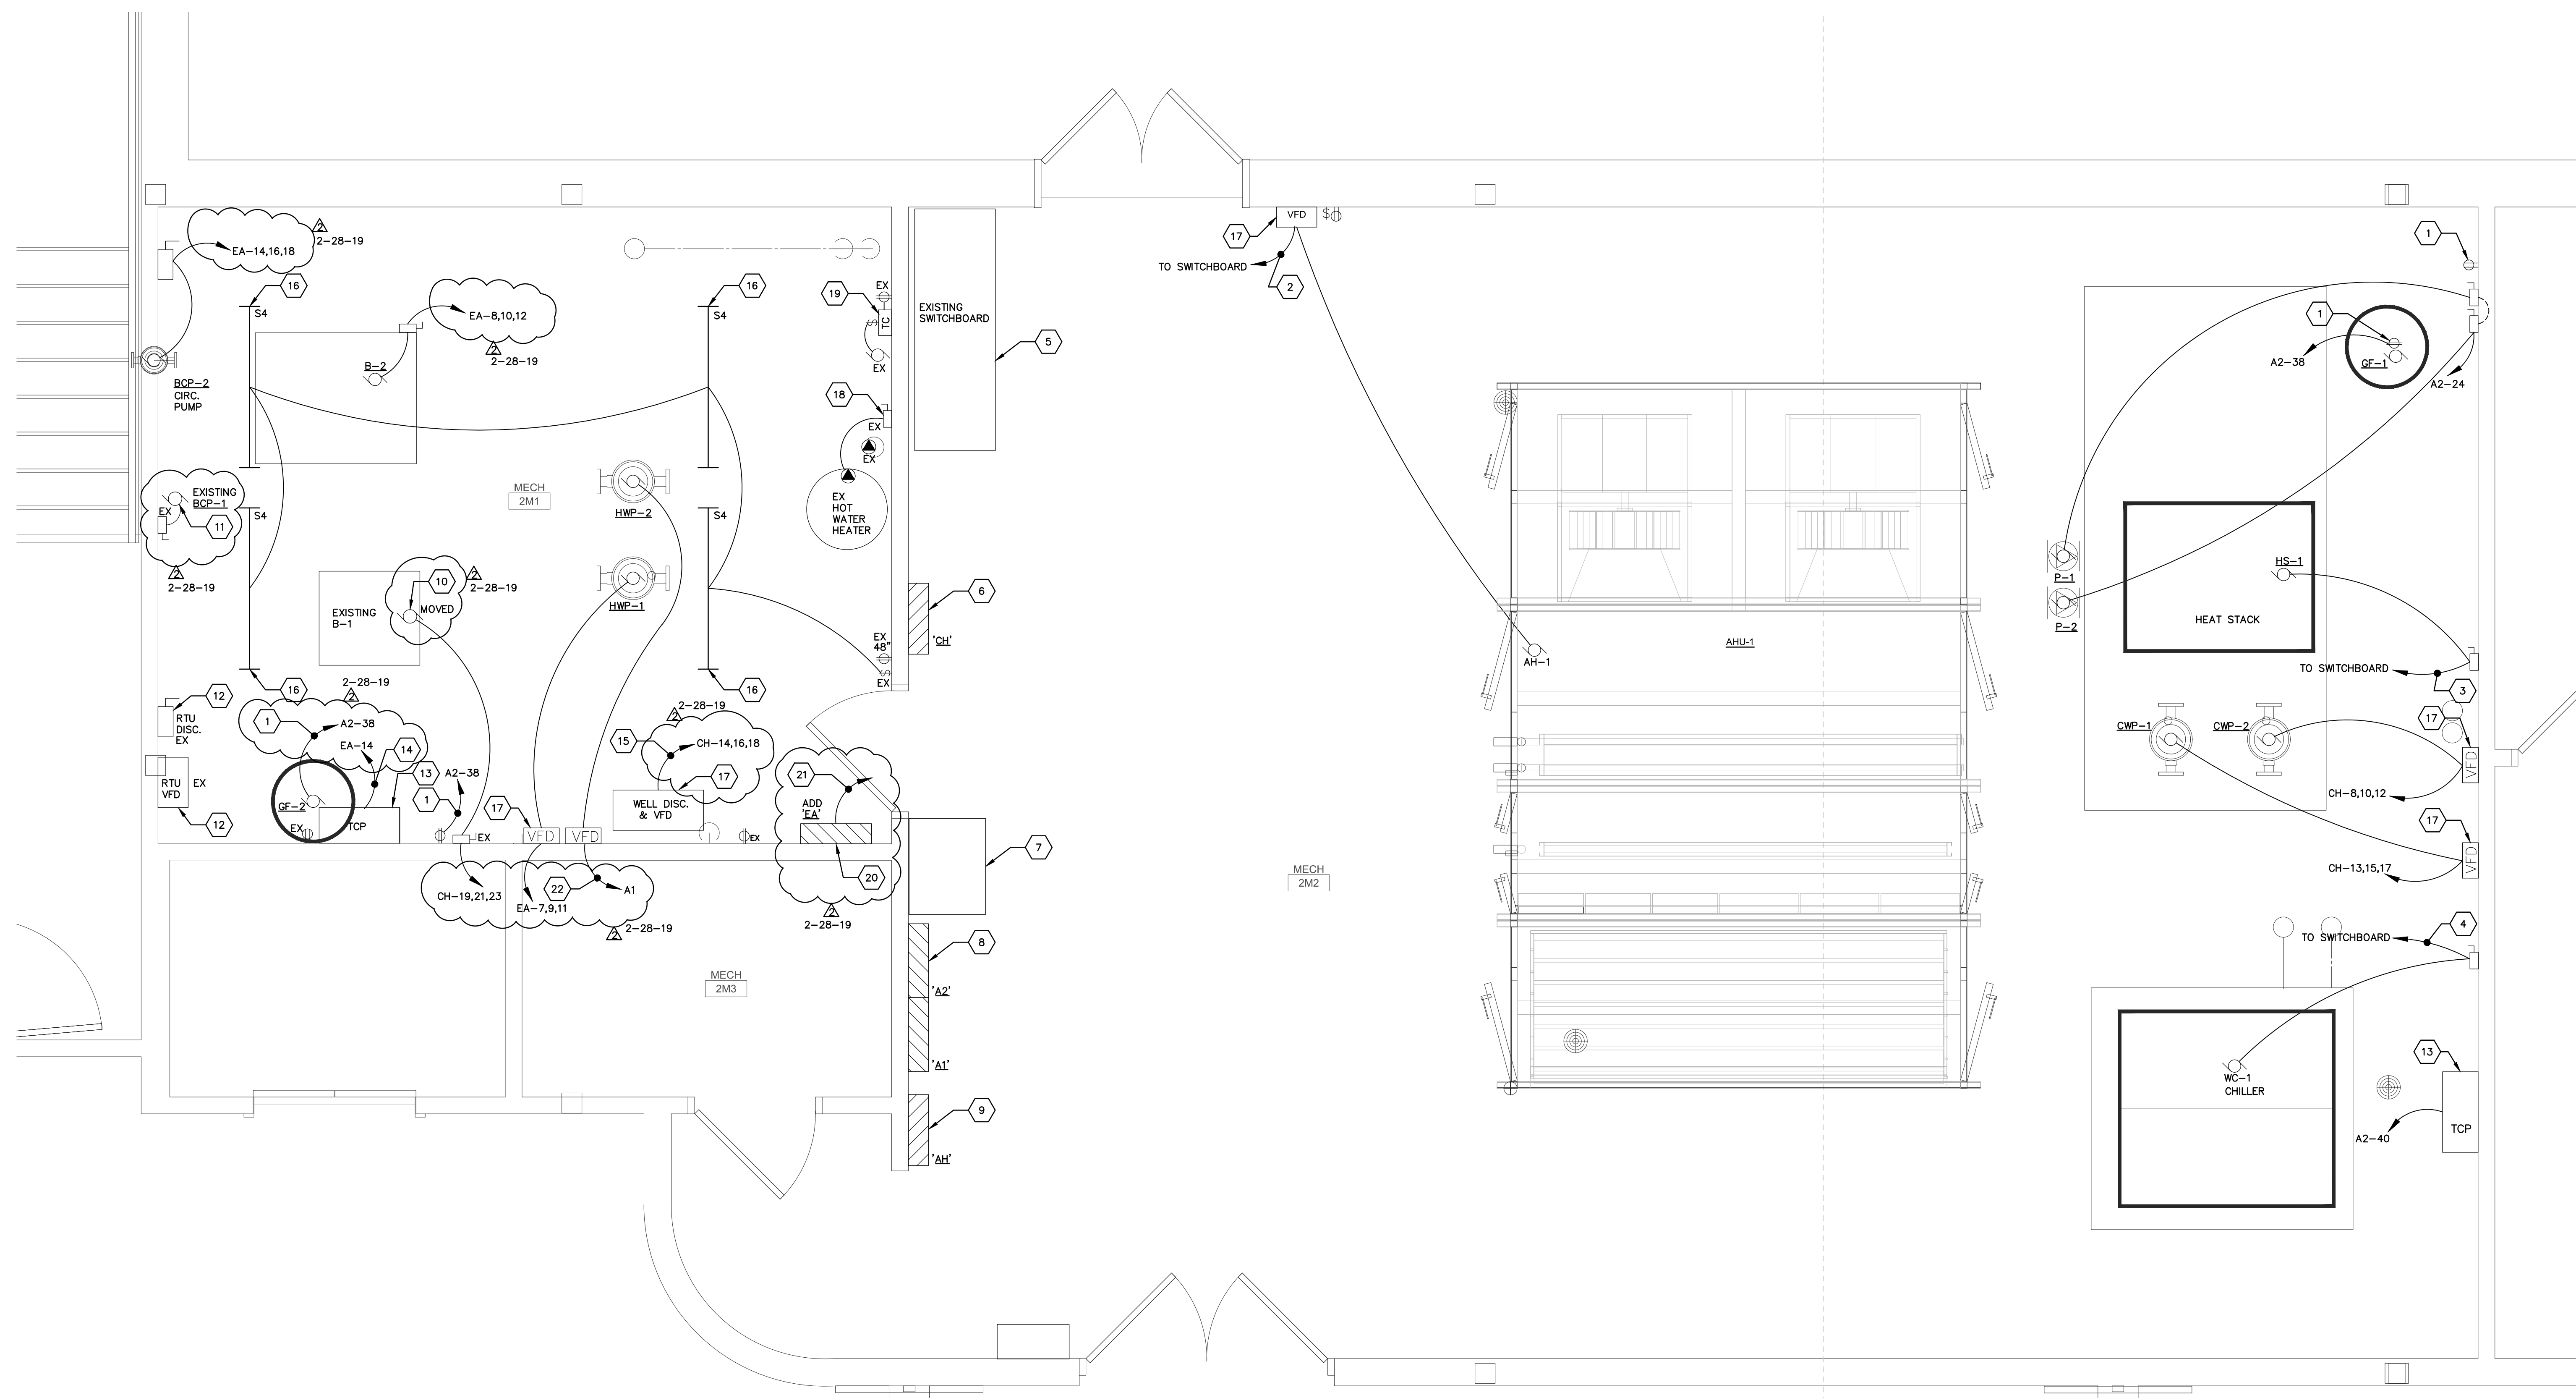 EA-14,16,18
2
2-28-19
16
S4
BCP-2
CIRC.
PUMP
B-2
EA-8,10,12
2
2-28-19
16
S4
19
EX
TC
EX
18
EX
EX
EX
HOT
WATER
HEATER
EXISTING
SWITCHBOARD
5
EXISTING
BCP-1
EX
11
2
2-28-19
S4
S4
MECH
2M1
HWP-2
HWP-1
EXISTING
B-1
10
MOVED
2
2-28-19
16
16
EX
48"
EX
6
'CH'
12
RTU
DISC.
EX
RTU
VFD
EX
12
2-28-19
2
1
A2-38
EA-14
14
13
A2-38
1
GF-2
TCP
EX
EX
17
VFD
VFD
2-28-19
2
15
CH-14,16,18
17
WELL DISC.
& VFD
EX
21
ADD
'EA'
20
2
2-28-19
CH-19,21,23
EA-7,9,11
22
A1
2
2-28-19
7
8
'A2'
'A1'
9
'AH'
MECH
2M3
MECH
2M2
17
VFD
$
TO SWITCHBOARD
2
AH-1
AHU-1
1
1
A2-38
GF-1
A2-24
P-1
P-2
HS-1
HEAT STACK
TO SWITCHBOARD
3
17
VFD
CWP-1
CWP-2
CH-8,10,12
17
VFD
CH-13,15,17
4
TO SWITCHBOARD
WC-1
CHILLER
13
A2-40
TCP